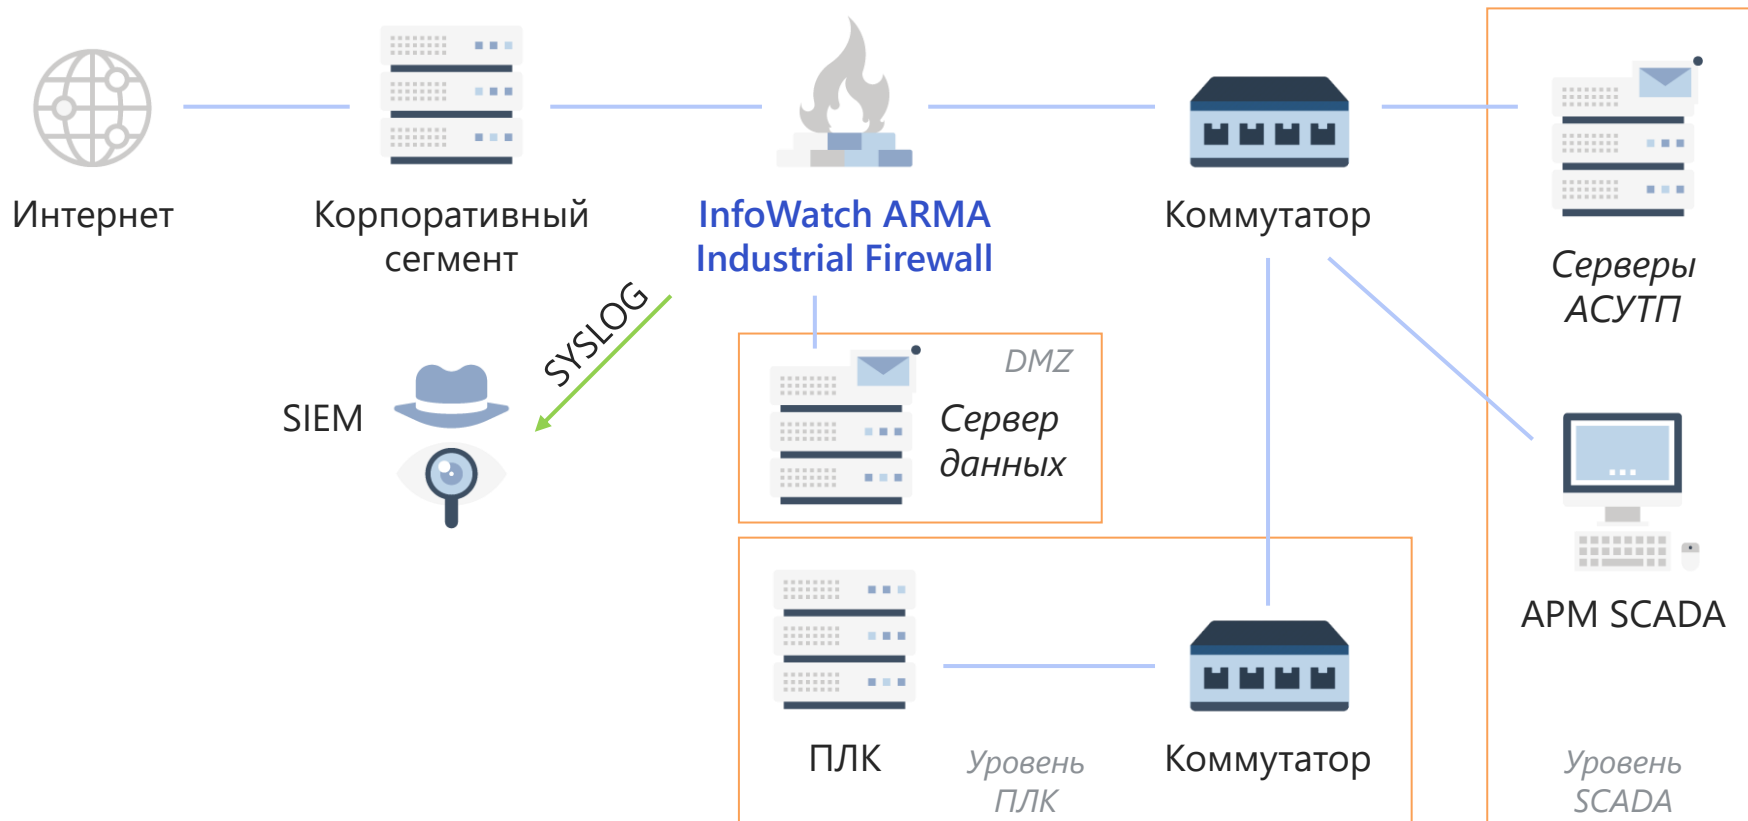 Интернет
Корпоративный
сегмент
InfoWatch ARMA
Industrial Firewall
Коммутатор
Серверы
АСУТП
SYSLOG
SIEM
DMZ
Сервер
данных
АРМ SCADA
ПЛК
Уровень
ПЛК
Коммутатор
Уровень
SCADA